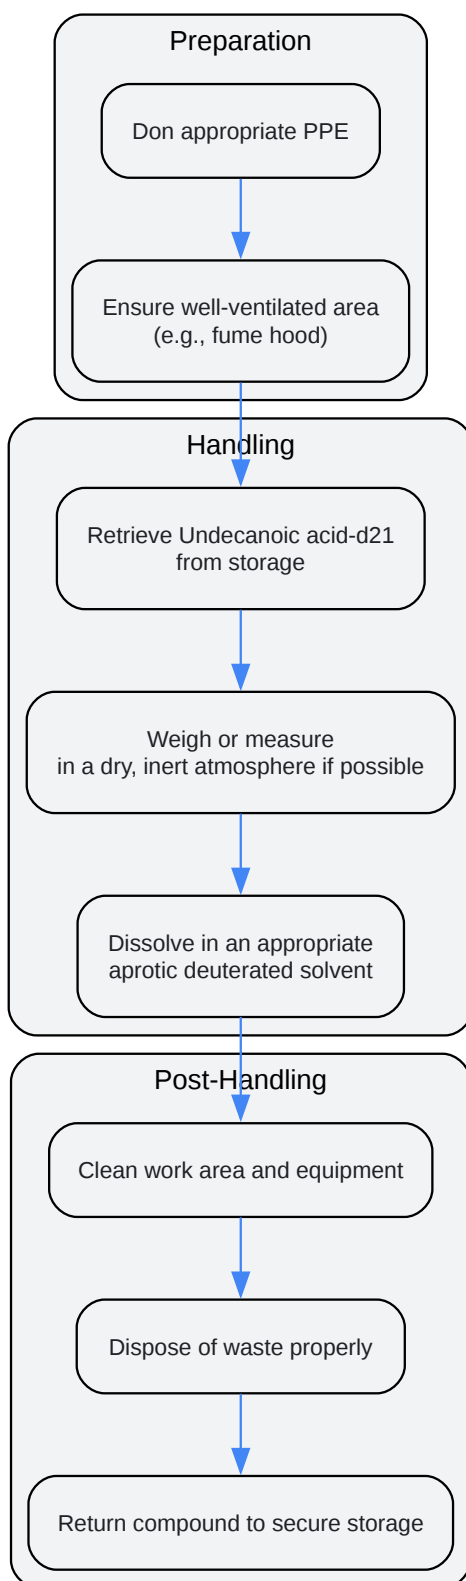 Preparation
Don appropriate PPE
Ensure well-ventilated area
(e.g., fume hood)
Handling
Retrieve Undecanoic acid-d21
from storage
Weigh or measure
in a dry, inert atmosphere if possible
Dissolve in an appropriate
aprotic deuterated solvent
Post-Handling
Clean work area and equipment
Dispose of waste properly
Return compound to secure storage